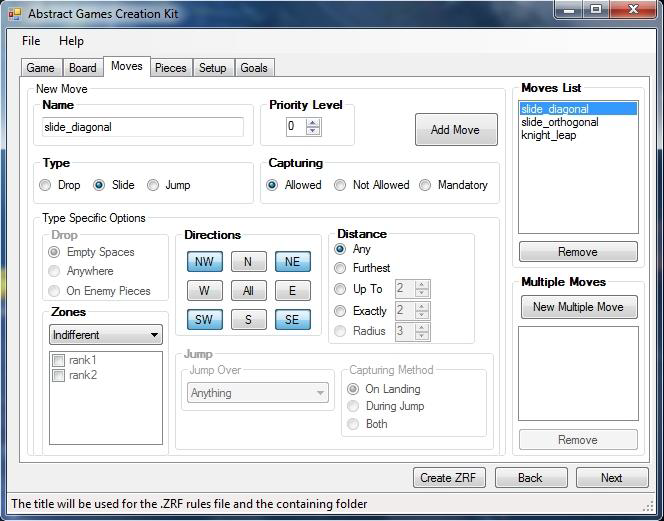 Abstract Games Creation Kit
File Help
Game Board Moves Pieces Setup Goals
New Move
Name
slide_diagonal
Priority Level
0
Add Move
Type
Drop Slide Jump
Capturing
Allowed Not Allowed Mandatory
Type Specific Options
Drop
Empty Spaces
Anywhere
On Enemy Pieces
Zones
Indifferent
rank1
rank2
Directions
NW N NE
W All E
SW S SE
Distance
Any
Furthest
Up To 2
Exactly 2
Radius 3
Jump
Jump Over
Anything
Capturing Method
On Landing
During Jump
Both
Moves List
slide_diagonal
slide_orthogonal
knight_leap
Remove
Multiple Moves
New Multiple Move
Remove
Create ZRF Back Next
The title will be used for the .ZRF rules file and the containing folder